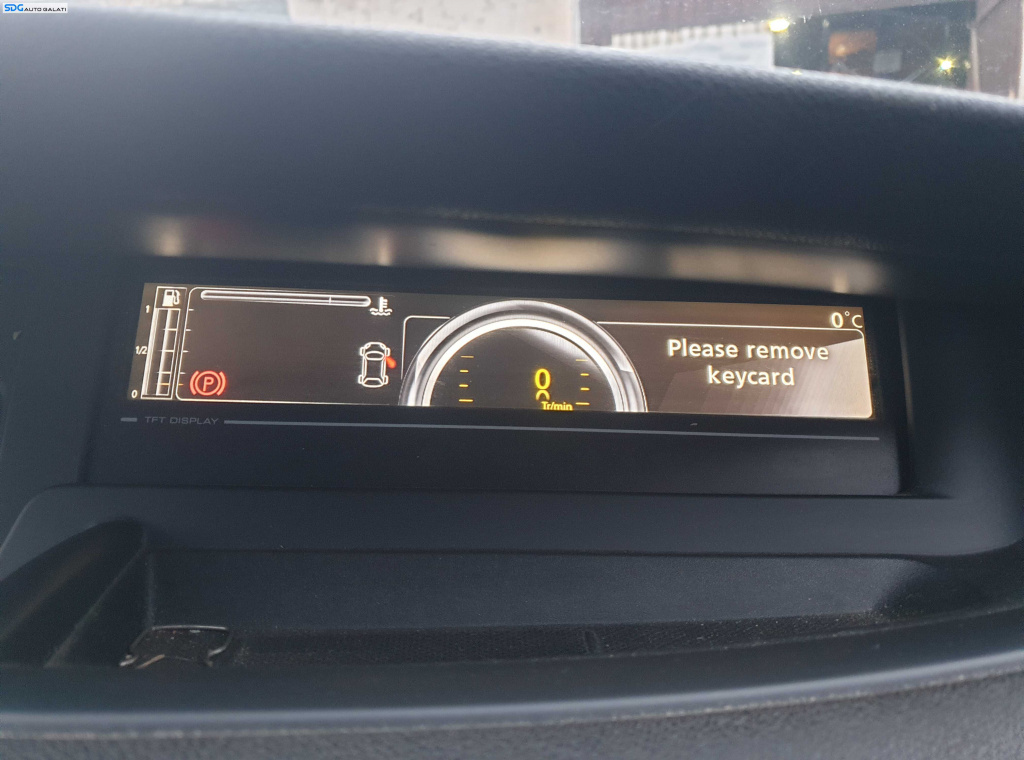 SDG AUTO GALATI
0°C
1
1/2
0
P
Please remove
keycard
0
Tr/min
TFT DISPLAY